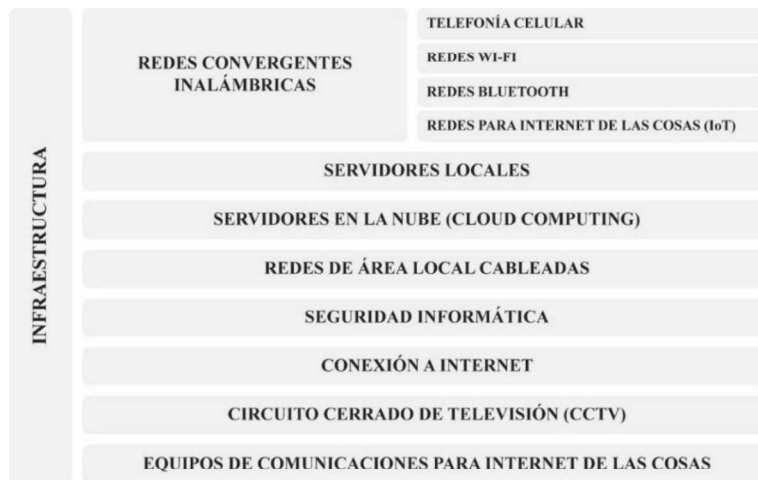 INFRAESTRUCTURA
REDES CONVERGENTES
INALÁMBRICAS
TELEFONÍA CELULAR
REDES WI-FI
REDES BLUETOOTH
REDES PARA INTERNET DE LAS COSAS (IoT)
SERVIDORES LOCALES
SERVIDORES EN LA NUBE (CLOUD COMPUTING)
REDES DE ÁREA LOCAL CABLEADAS
SEGURIDAD INFORMÁTICA
CONEXIÓN A INTERNET
CIRCUITO CERRADO DE TELEVISIÓN (CCTV)
EQUIPOS DE COMUNICACIONES PARA INTERNET DE LAS COSAS